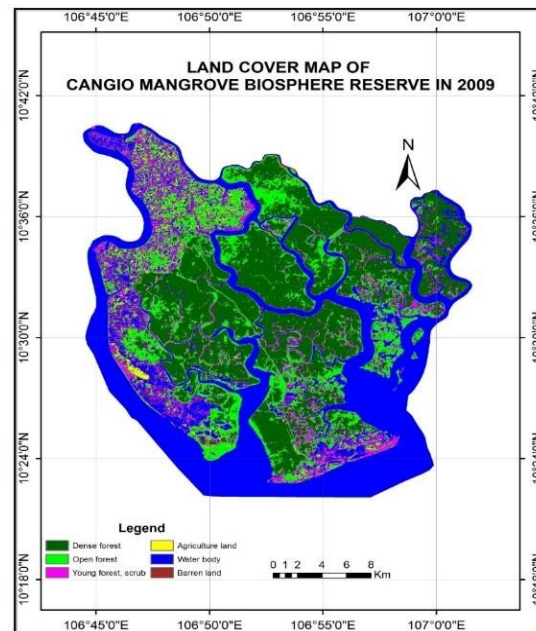 106°45'0"E 106°50'0"E 106°55'0"E 107°0'0"E
LAND COVER MAP OF
CANGIO MANGROVE BIOSPHERE RESERVE IN 2009
10°42'0"N
N
10°36'0"N
10°30'0"N
10°24'0"N 10°24'0"N
Legend
Dense forest Agriculture land
Open forest Water body
Young forest, scrub Barren land
0 1 2 4 6 8
Km
10°18'0"N
106°45'0"E 106°50'0"E 106°55'0"E 107°0'0"E